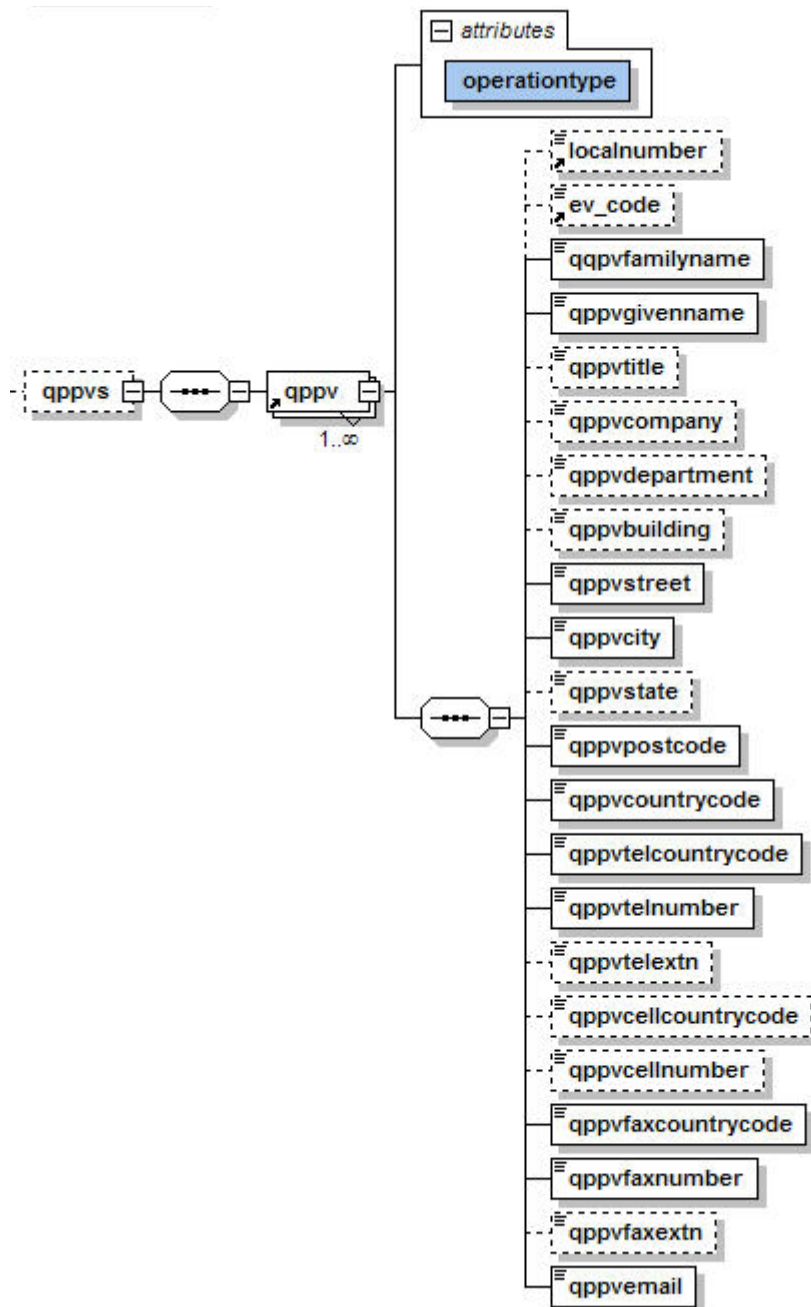 attributes
operationtype
localnumber
ev_code
qqpvfamilyname
qppvgivenname
qppvtitle
qppvcompany
qppvdepartment
qppvbuilding
qppvs
qppv
1..∞
qppvstreet
qppvcity
qppvstate
qppvpostcode
qppvcountrycode
qppvtelcountrycode
qppvtelnumber
qppvtelextn
qppvcellcountrycode
qppvcellnumber
qppvfaxcountrycode
qppvfaxnumber
qppvfaxextn
qppvemail